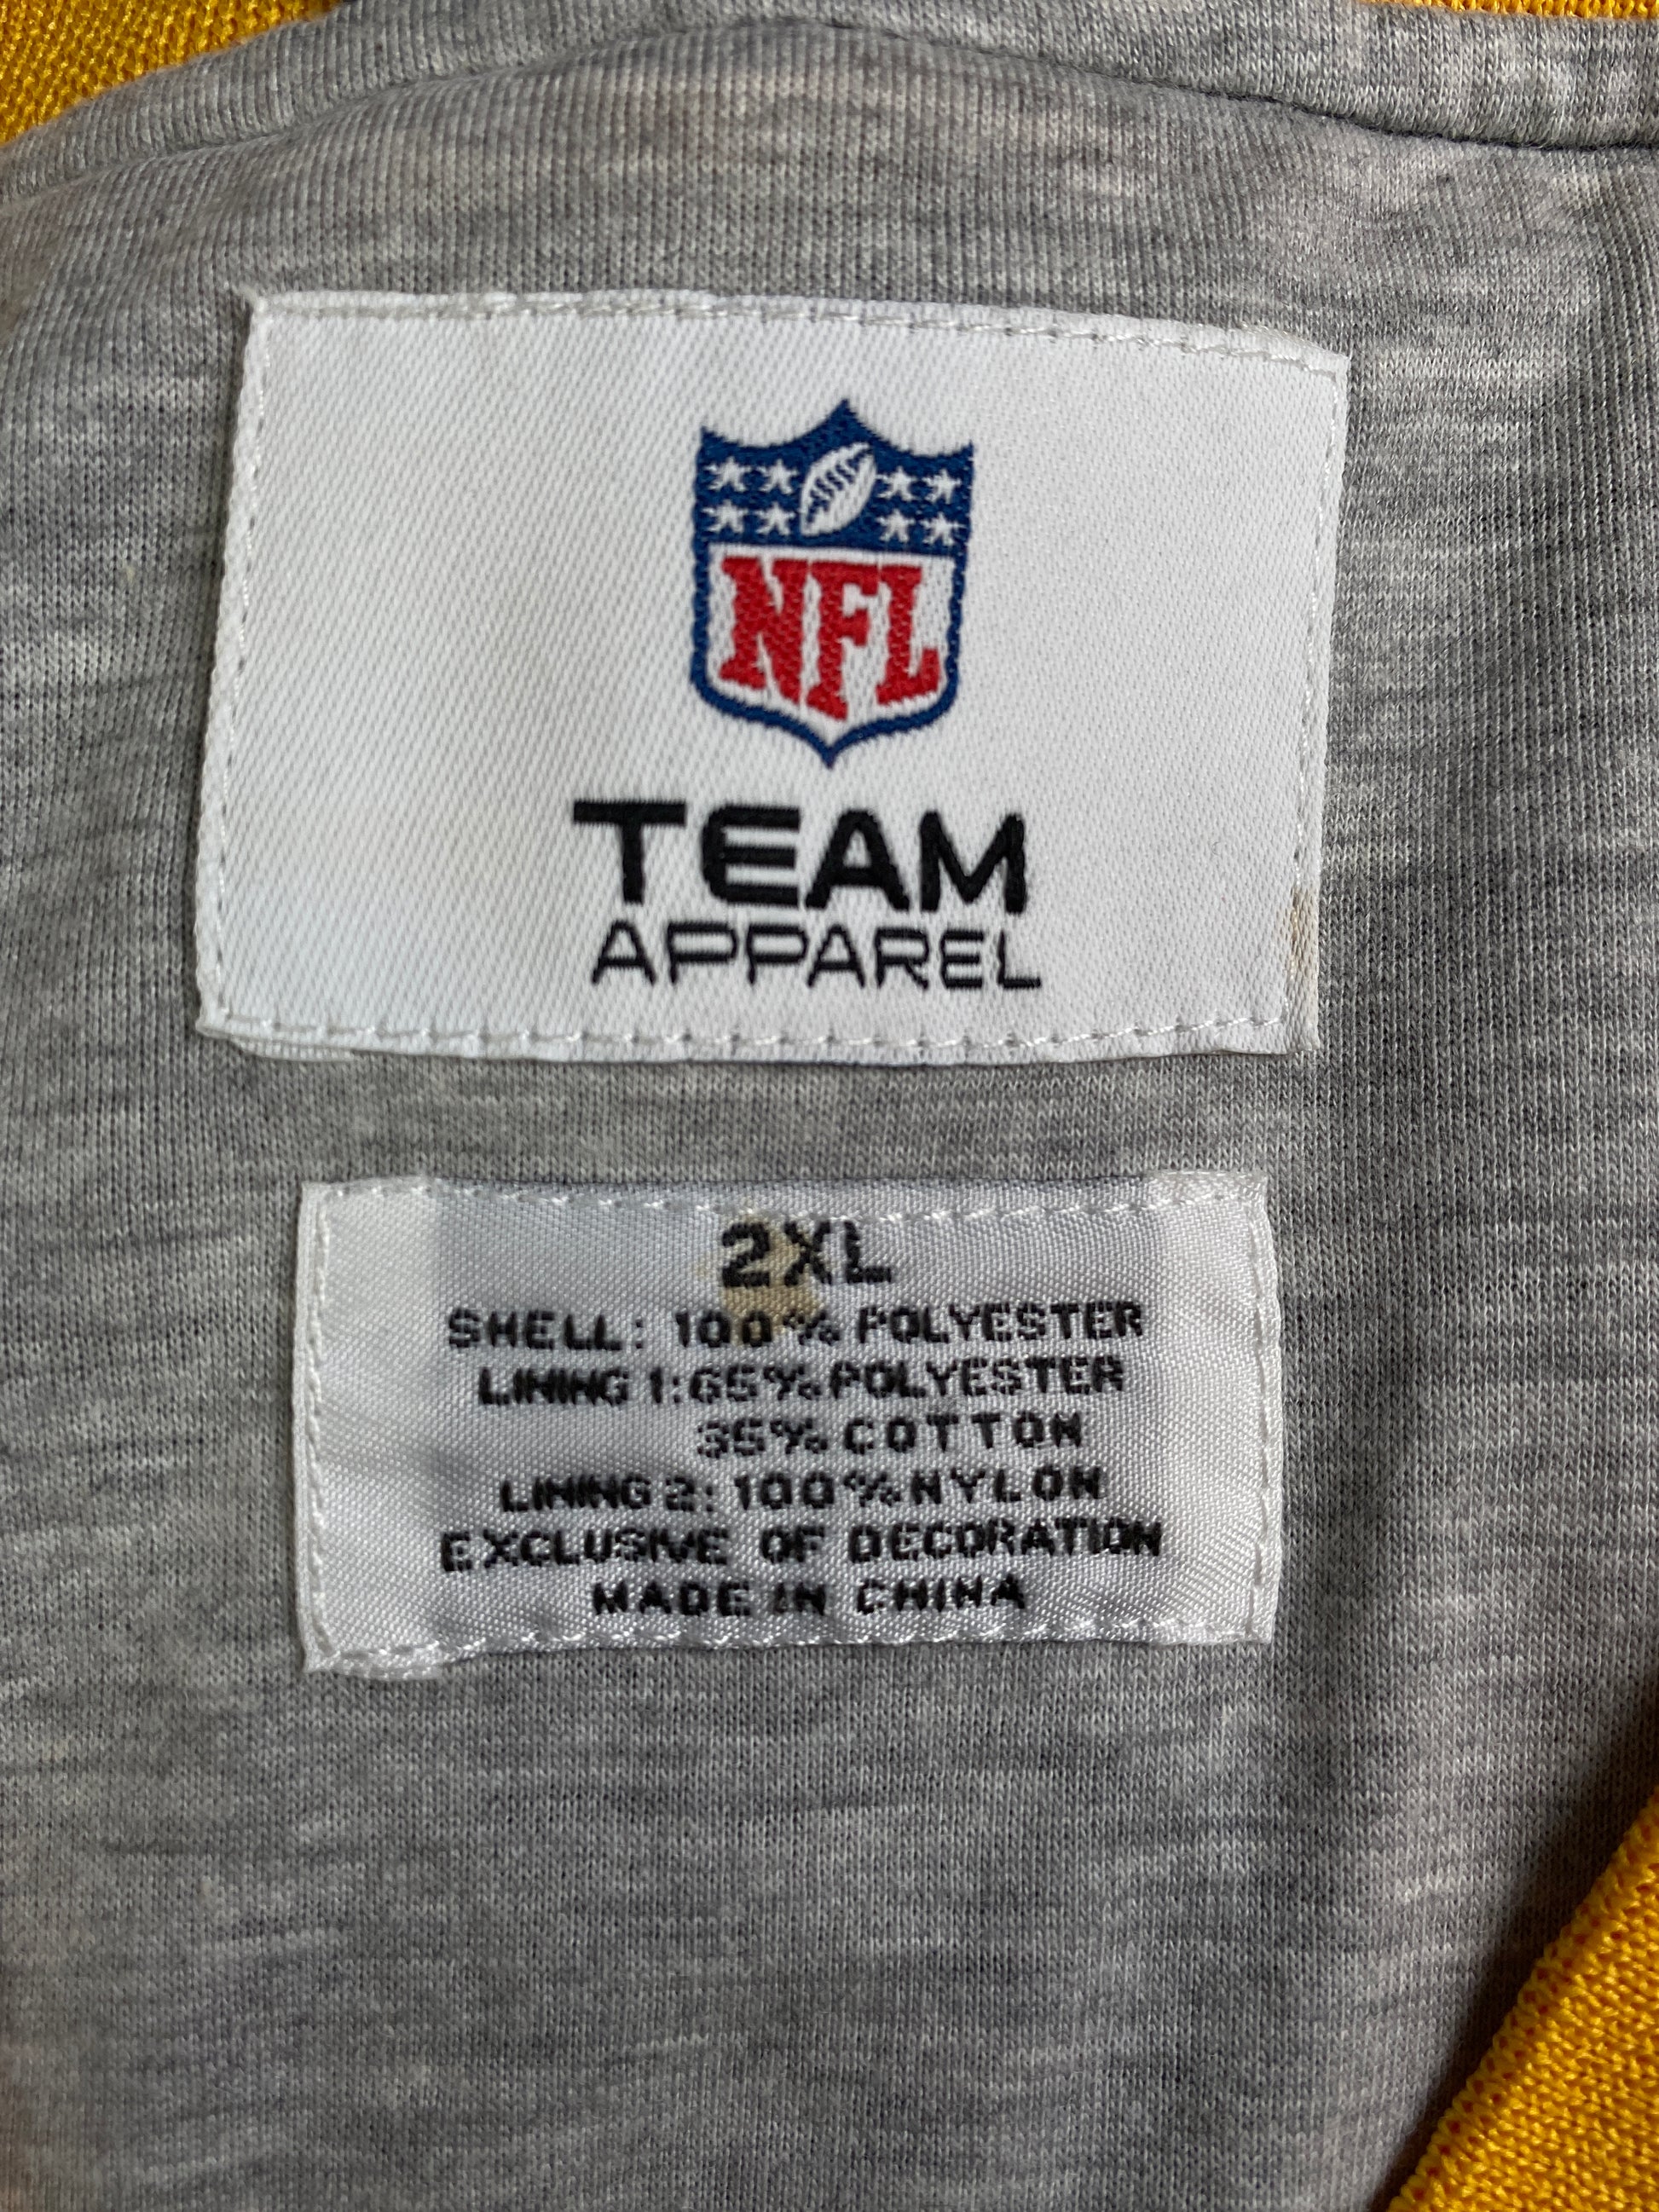 NFL
TEAM
APPAREL
2XL
SHELL: 100% POLYESTER
LINING 1:65% POLYESTER
35% COTTON
LINING 2: 100% NYLON
EXCLUSIVE OF DECORATION
MADE IN CHINA